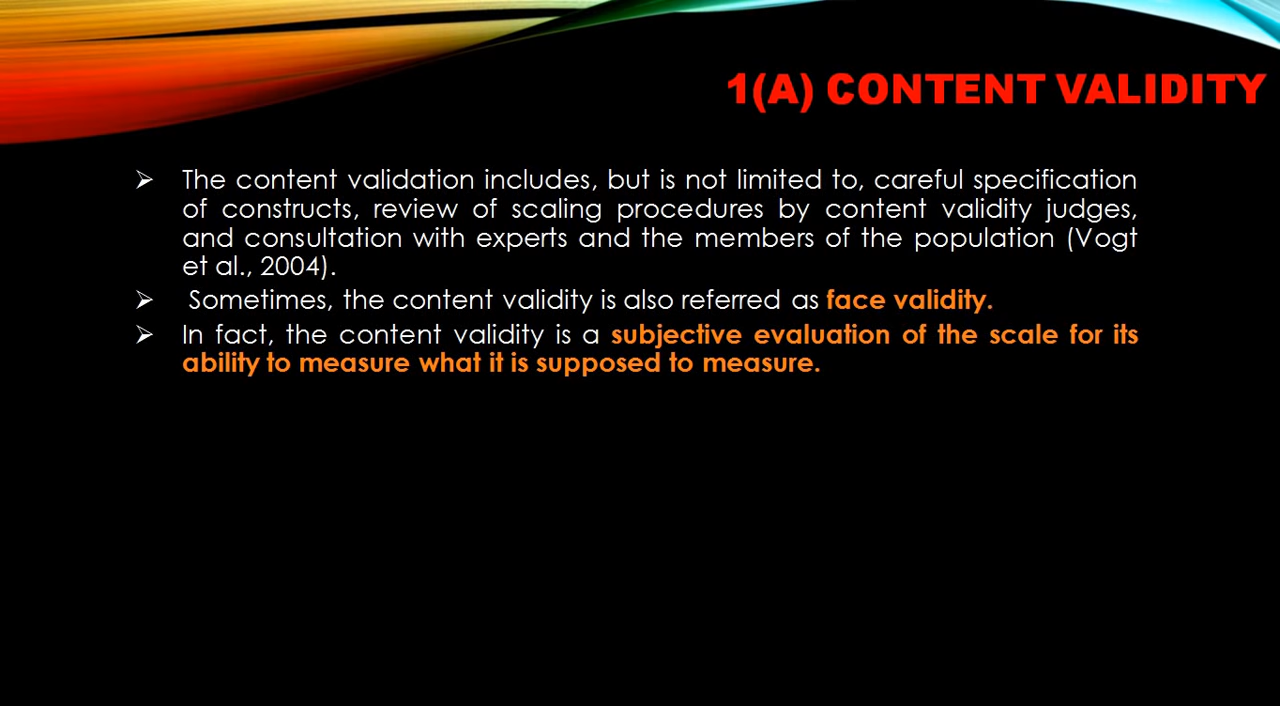 1(A) CONTENT VALIDITY
The content validation includes, but is not limited to, careful specification
of constructs, review of scaling procedures by content validity judges,
and consultation with experts and the members of the population (Vogt
et al., 2004).
Sometimes, the content validity is also referred as face validity.
In fact, the content validity is a subjective evaluation of the scale for its
ability to measure what it is supposed to measure.